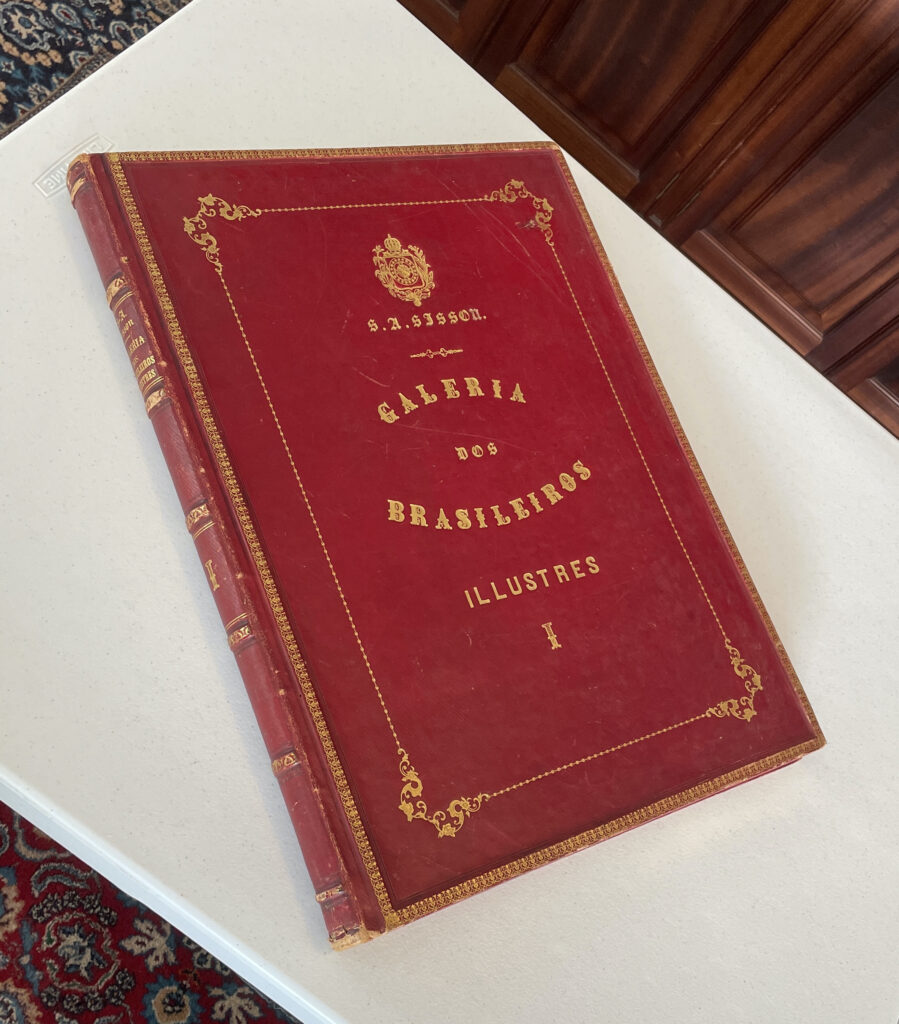 S. A. SISSON.
GALERIA
DOS
BRASILEIROS
ILLUSTRES
I
I